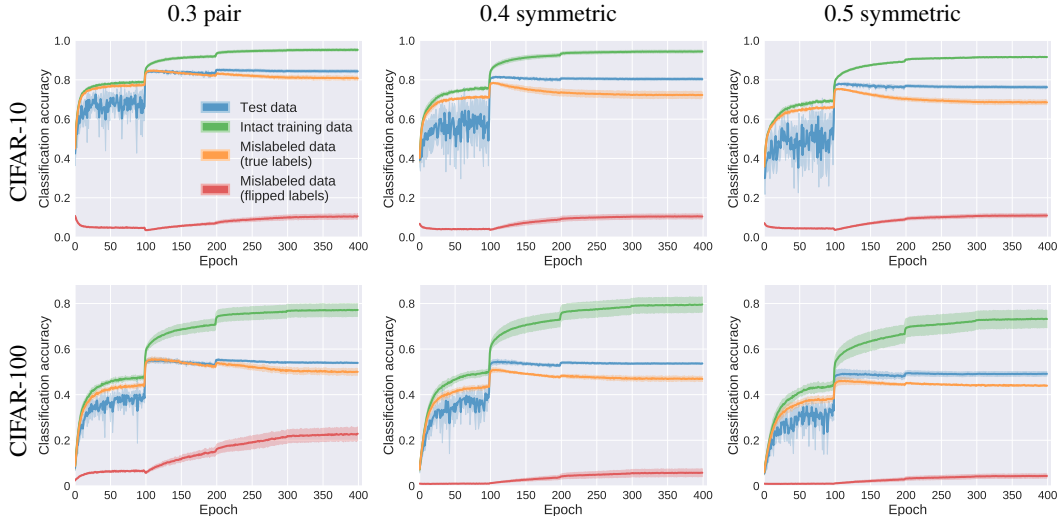 0.3 pair
0.4 symmetric
0.5 symmetric
CIFAR-10
Classification accuracy
1.0
0.8
0.6
0.4
0.2
0.0
Test data
Intact training data
Mislabeled data
(true labels)
Mislabeled data
(flipped labels)
0 50 100 150 200 250 300 350 400
Epoch
Classification accuracy
1.0
0.8
0.6
0.4
0.2
0.0
0 50 100 150 200 250 300 350 400
Epoch
Classification accuracy
1.0
0.8
0.6
0.4
0.2
0.0
0 50 100 150 200 250 300 350 400
Epoch
CIFAR-100
Classification accuracy
0.8
0.6
0.4
0.2
0
0 50 100 150 200 250 300 350 400
Epoch
Classification accuracy
0.8
0.6
0.4
0.2
0
0 50 100 150 200 250 300 350 400
Epoch
Classification accuracy
0.8
0.6
0.4
0.2
0
0 50 100 150 200 250 300 350 400
Epoch